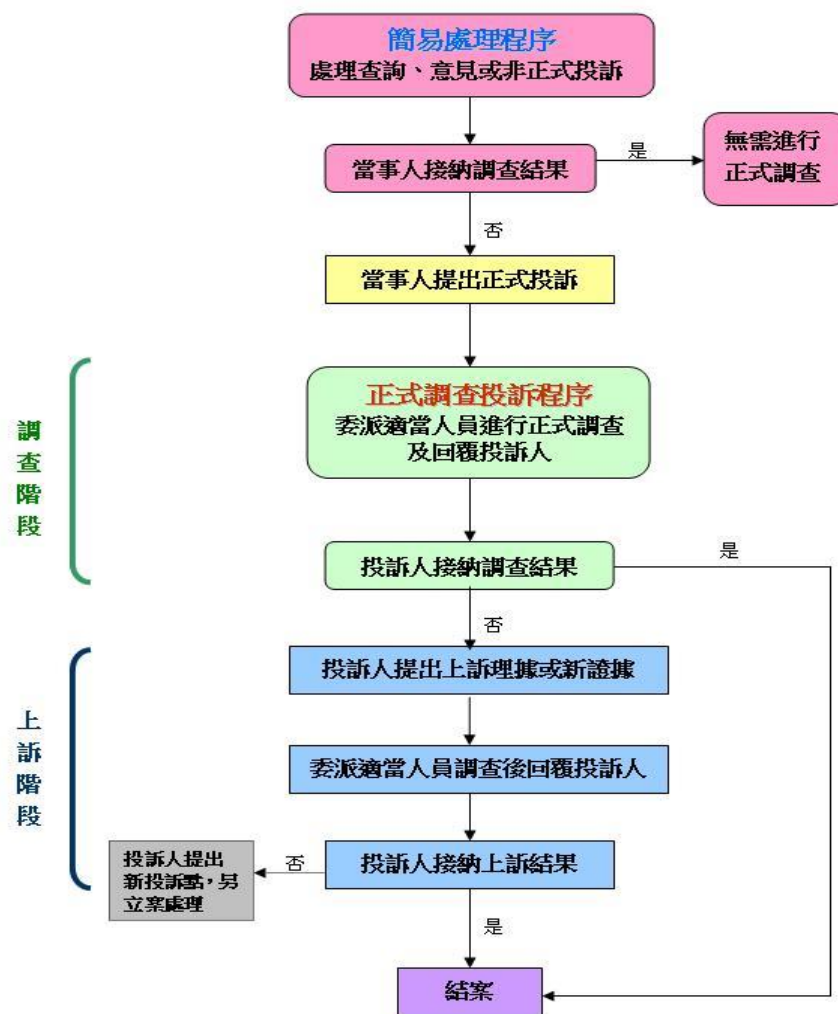 簡易處理程序
處理查詢、意見或非正式投訴
當事人接納調查結果
是
無需進行
正式調查
否
當事人提出正式投訴
調查階段
正式調查投訴程序
委派適當人員進行正式調查
及回覆投訴人
投訴人接納調查結果
是
否
上訴階段
投訴人提出上訴理據或新證據
委派適當人員調查後回覆投訴人
投訴人接納上訴結果
否
投訴人提出
新投訴點，另
立案處理
是
結案